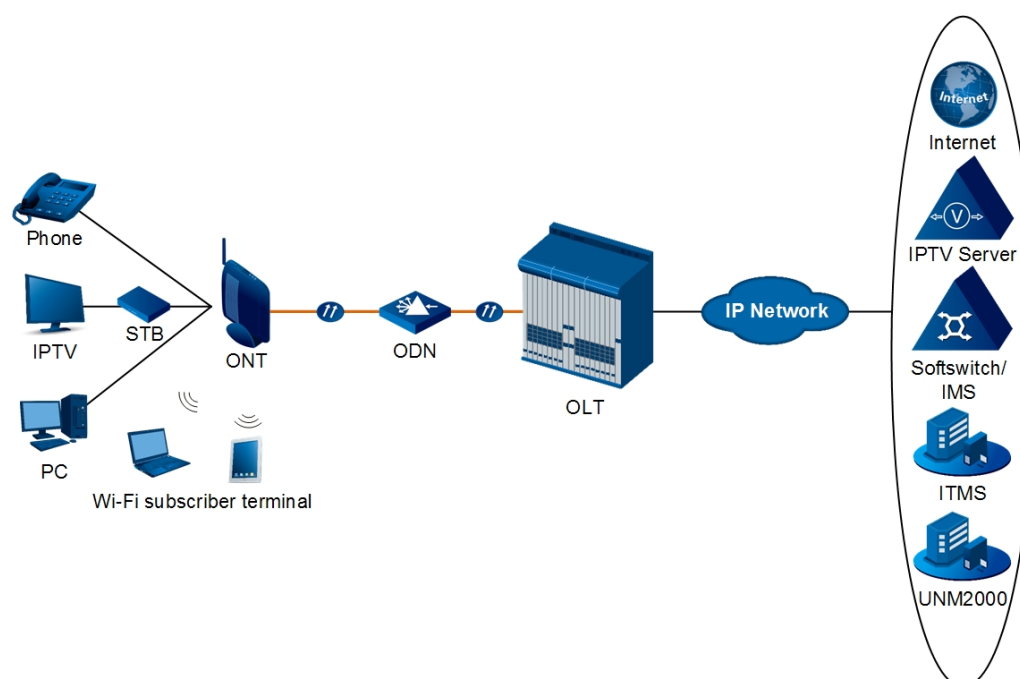 Phone
IPTV
STB
PC
Wi-Fi subscriber terminal
ONT
ODN
OLT
IP Network
Internet
Internet
V
IPTV Server
Softswitch/
IMS
ITMS
UNM2000